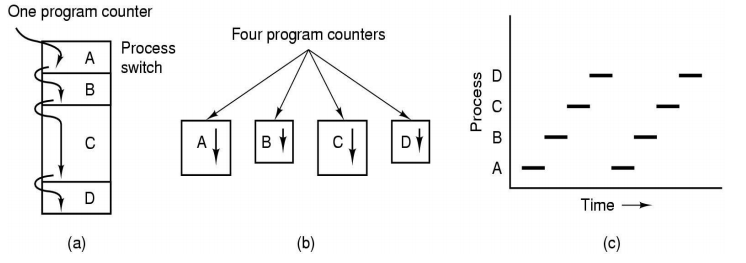 One program counter
Process
switch
A
B
C
D
(a)
Four program counters
A
B
C
D
(b)
Process
D
C
B
A
Time
(c)